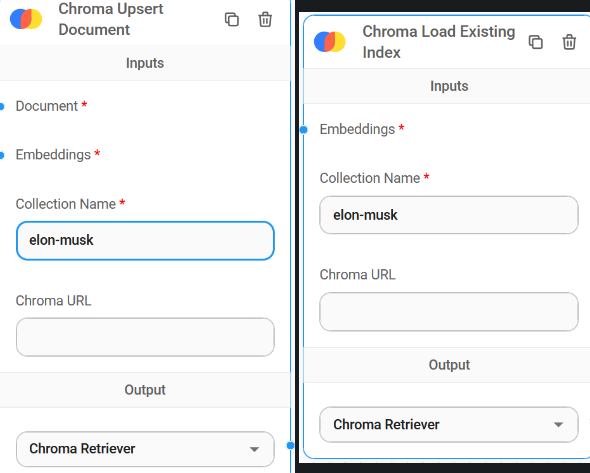 Chroma Upsert
Document
Inputs
Document *
Embeddings *
Collection Name *
elon-musk
Chroma URL
Output
Chroma Retriever
Chroma Load Existing
Index
Inputs
Embeddings *
Collection Name *
elon-musk
Chroma URL
Output
Chroma Retriever